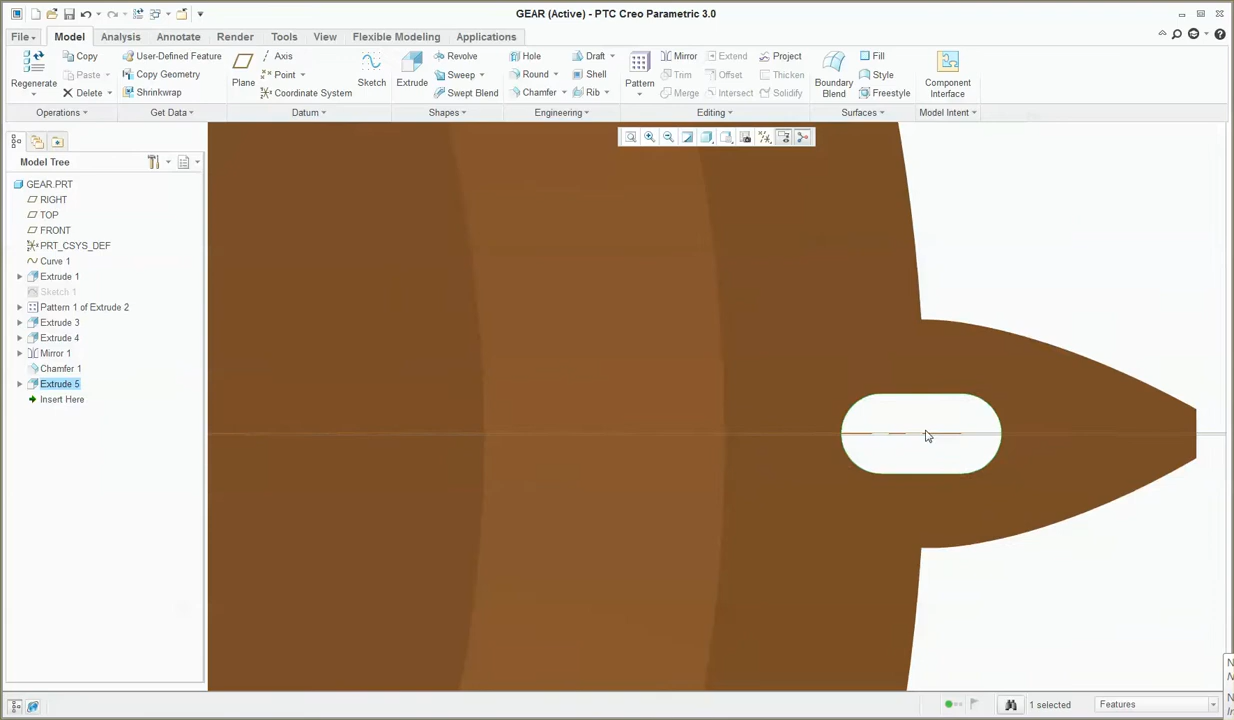 GEAR (Active) - PTC Creo Parametric 3.0
File Model Analysis Annotate Render Tools View Flexible Modeling Applications
Regenerate Copy Paste Delete User-Defined Feature Copy Geometry Shrinkwrap Plane Axis Point Coordinate System Sketch Extrude Revolve Sweep Swept Blend Hole Round Chamfer Draft Shell Rib Pattern Mirror Trim Merge Extend Offset Intersect Project Thicken Solidify Boundary Blend Fill Style Freestyle Component Interface
Operations Get Data Datum Shapes Engineering Editing Surfaces Model Intent
Model Tree
GEAR.PRT
RIGHT
TOP
FRONT
PRT_CSYS_DEF
Curve 1
Extrude 1
Sketch 1
Pattern 1 of Extrude 2
Extrude 3
Extrude 4
Mirror 1
Chamfer 1
Extrude 5
Insert Here
1 selected Features